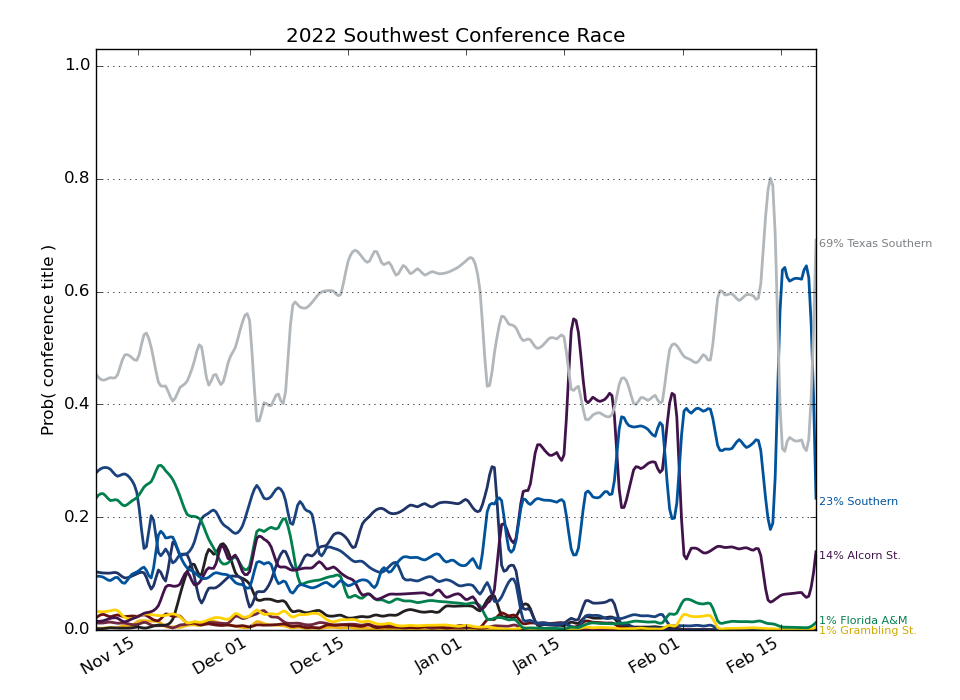 2022 Southwest Conference Race
Prob( conference title )
1.0
0.8
0.6
0.4
0.2
0.0
69% Texas Southern
23% Southern
14% Alcorn St.
1% Florida A&M
1% Grambling St.
Nov 15
Dec 01
Dec 15
Jan 01
Jan 15
Feb 01
Feb 15